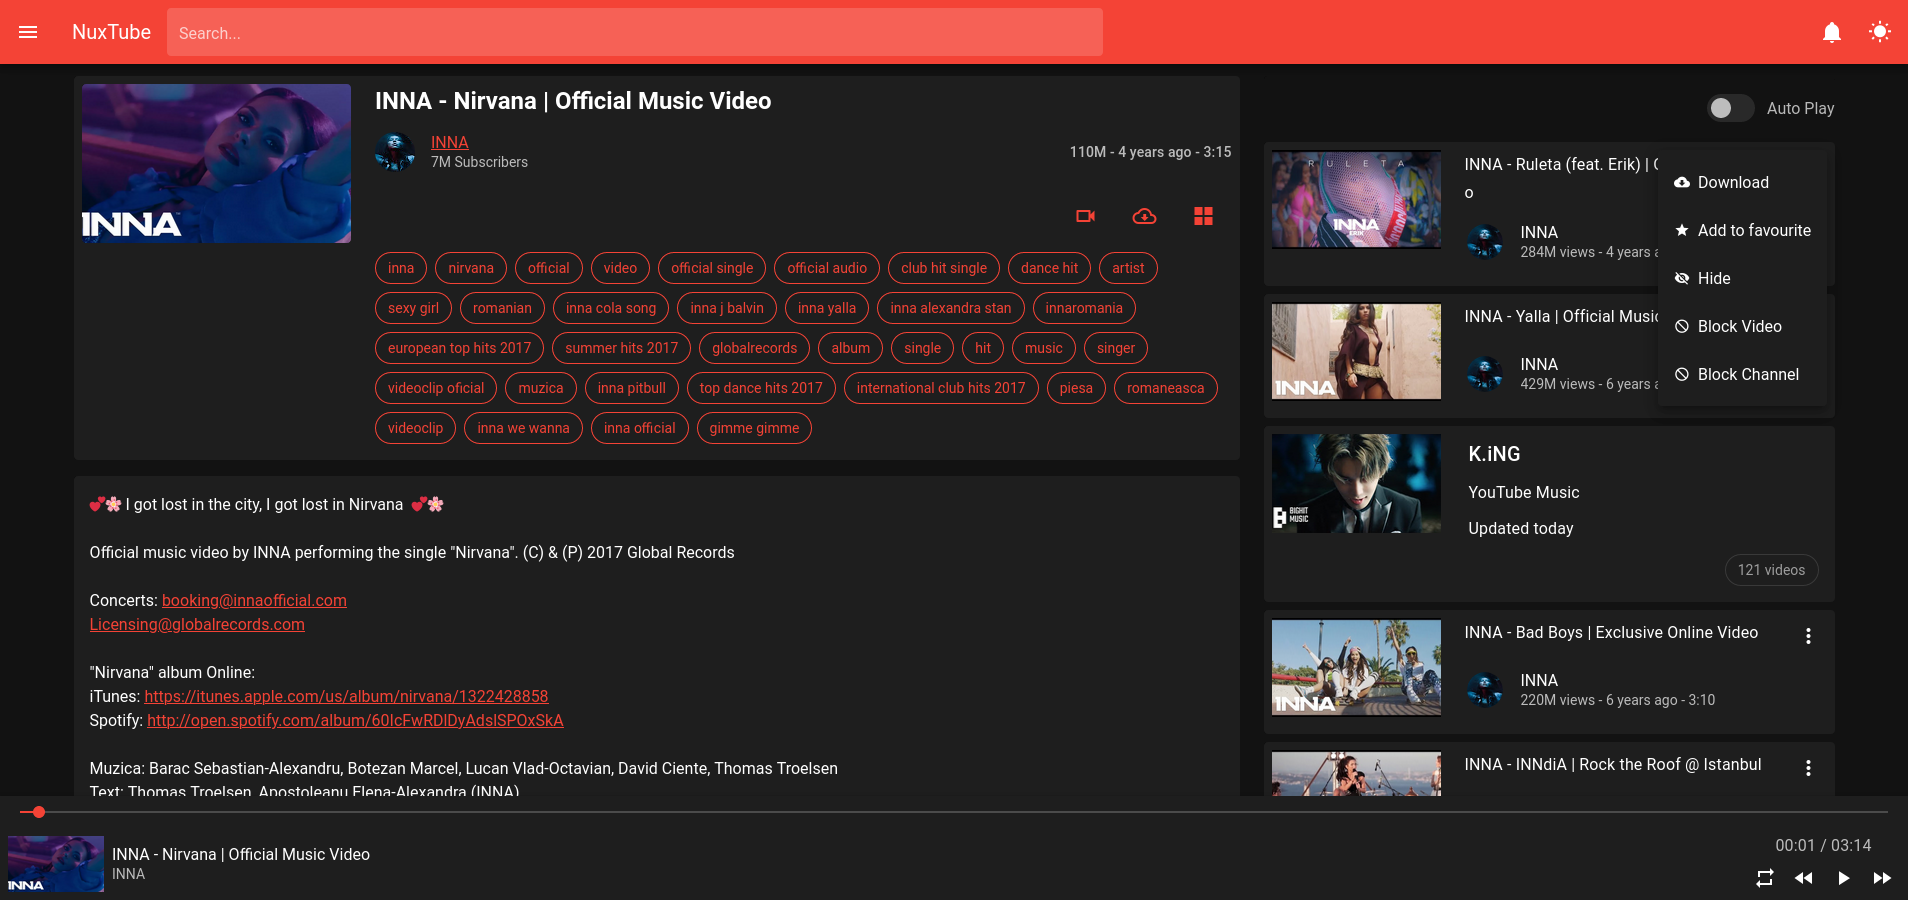 NuxTube
Search...
INNA
INNA - Nirvana | Official Music Video
INNA
7M Subscribers
110M - 4 years ago - 3:15
inna
nirvana
official
video
official single
official audio
club hit single
dance hit
artist
sexy girl
romanian
inna cola song
inna j balvin
inna yalla
inna alexandra stan
innaromania
european top hits 2017
summer hits 2017
globalrecords
album
single
hit
music
singer
videoclip oficial
muzica
inna pitbull
top dance hits 2017
international club hits 2017
piesa
romaneasca
videoclip
inna we wanna
inna official
gimme gimme
💕🌸 I got lost in the city, I got lost in Nirvana 💕🌸
Official music video by INNA performing the single "Nirvana". (C) & (P) 2017 Global Records
Concerts: booking@innaofficial.com
Licensing@globalrecords.com
"Nirvana" album Online:
iTunes: https://itunes.apple.com/us/album/nirvana/1322428858
Spotify:
Muzica: Barac Sebastian-Alexandru, Botezan Marcel, Lucan Vlad-Octavian, David Ciente, Thomas Troelsen
Text: Thomas Troelsen, Apostoleanu Elena-Alexandra (INNA)
Auto Play
RULETA
INNA
ERIK
INNA - Ruleta (feat. Erik) |
INNA
284M views - 4 years
Download
Add to favourite
Hide
Block Video
Block Channel
INNA
INNA - Yalla | Official
INNA
429M views - 6 years
BIGHIT
MUSIC
K.iNG
YouTube Music
Updated today
121 videos
INNA
INNA - Bad Boys | Exclusive Online Video
INNA
220M views - 6 years ago - 3:10
INNA - INNdiA | Rock the Roof @ Istanbul
INNA
INNA - Nirvana | Official Music Video
INNA
00:01 / 03:14